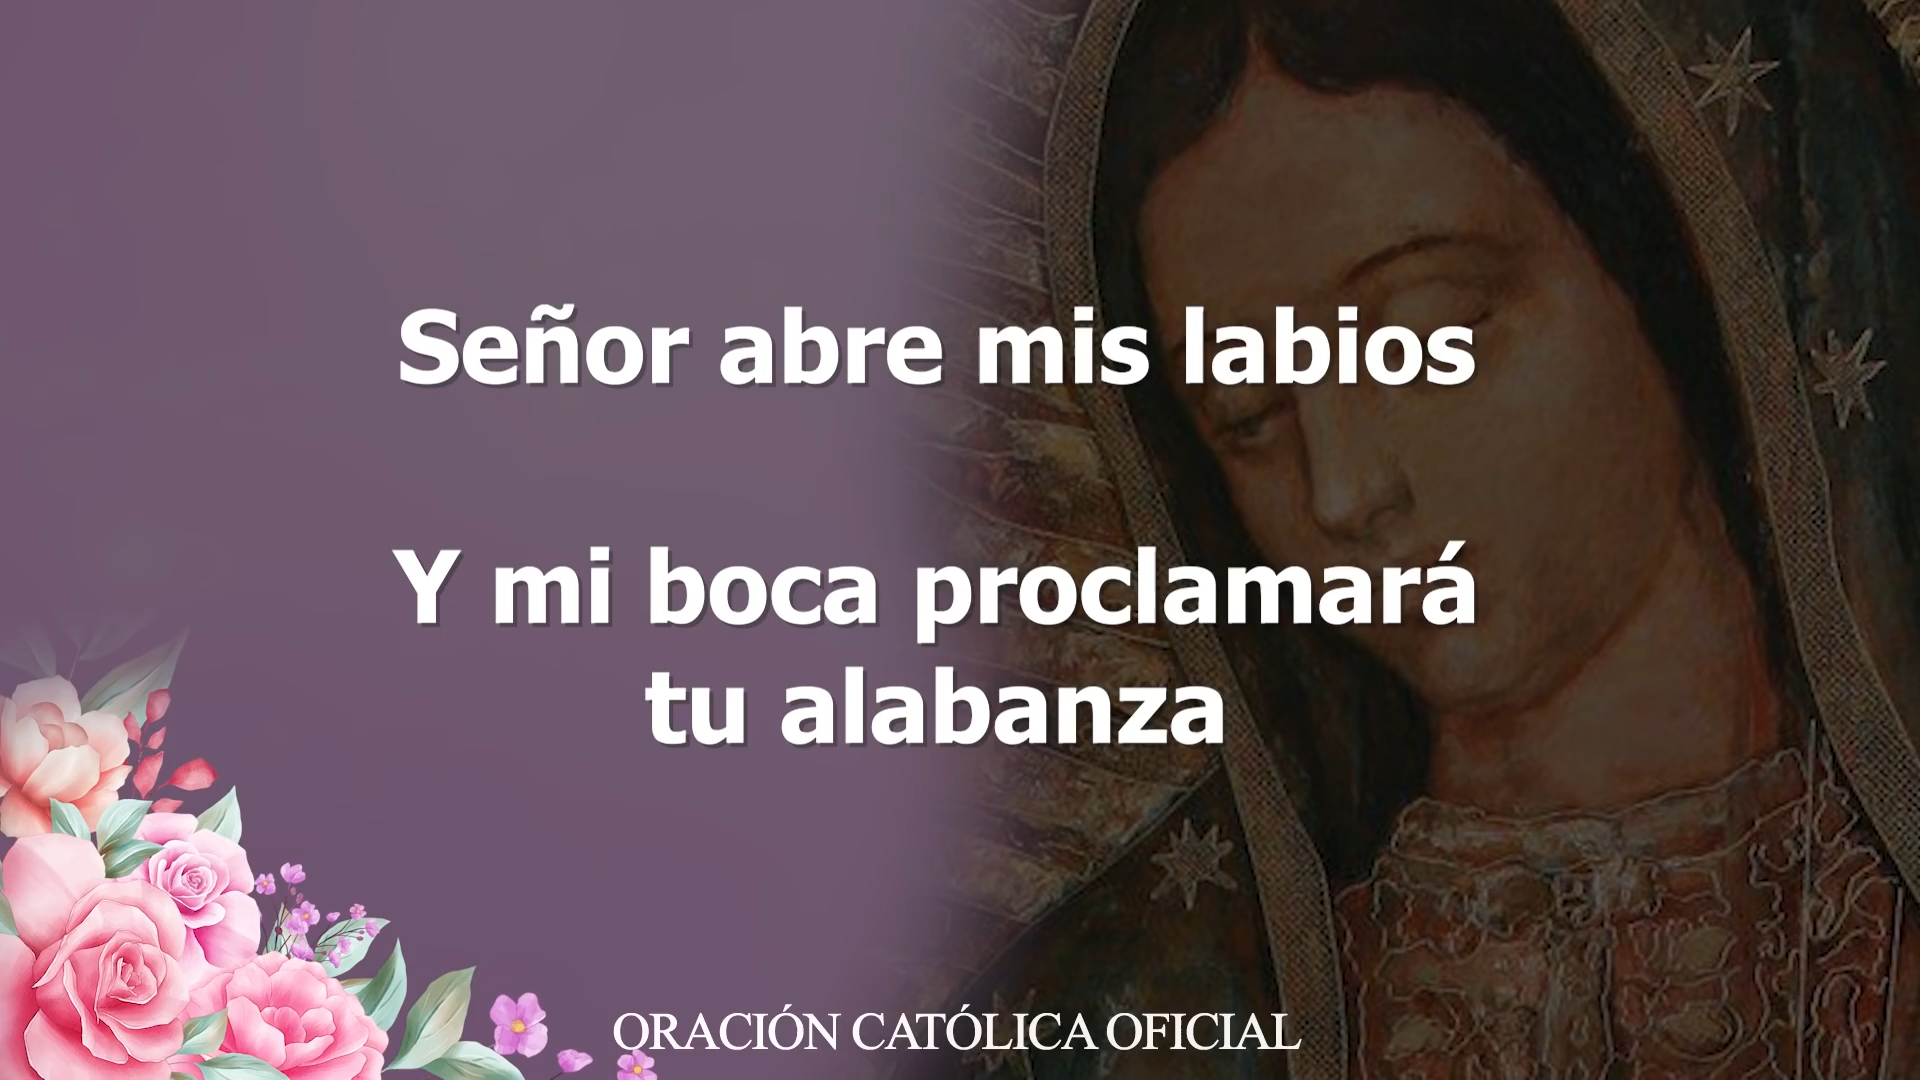 Señor abre mis labios
Y mi boca proclamará
tu alabanza
ORACIÓN CATÓLICA OFICIAL